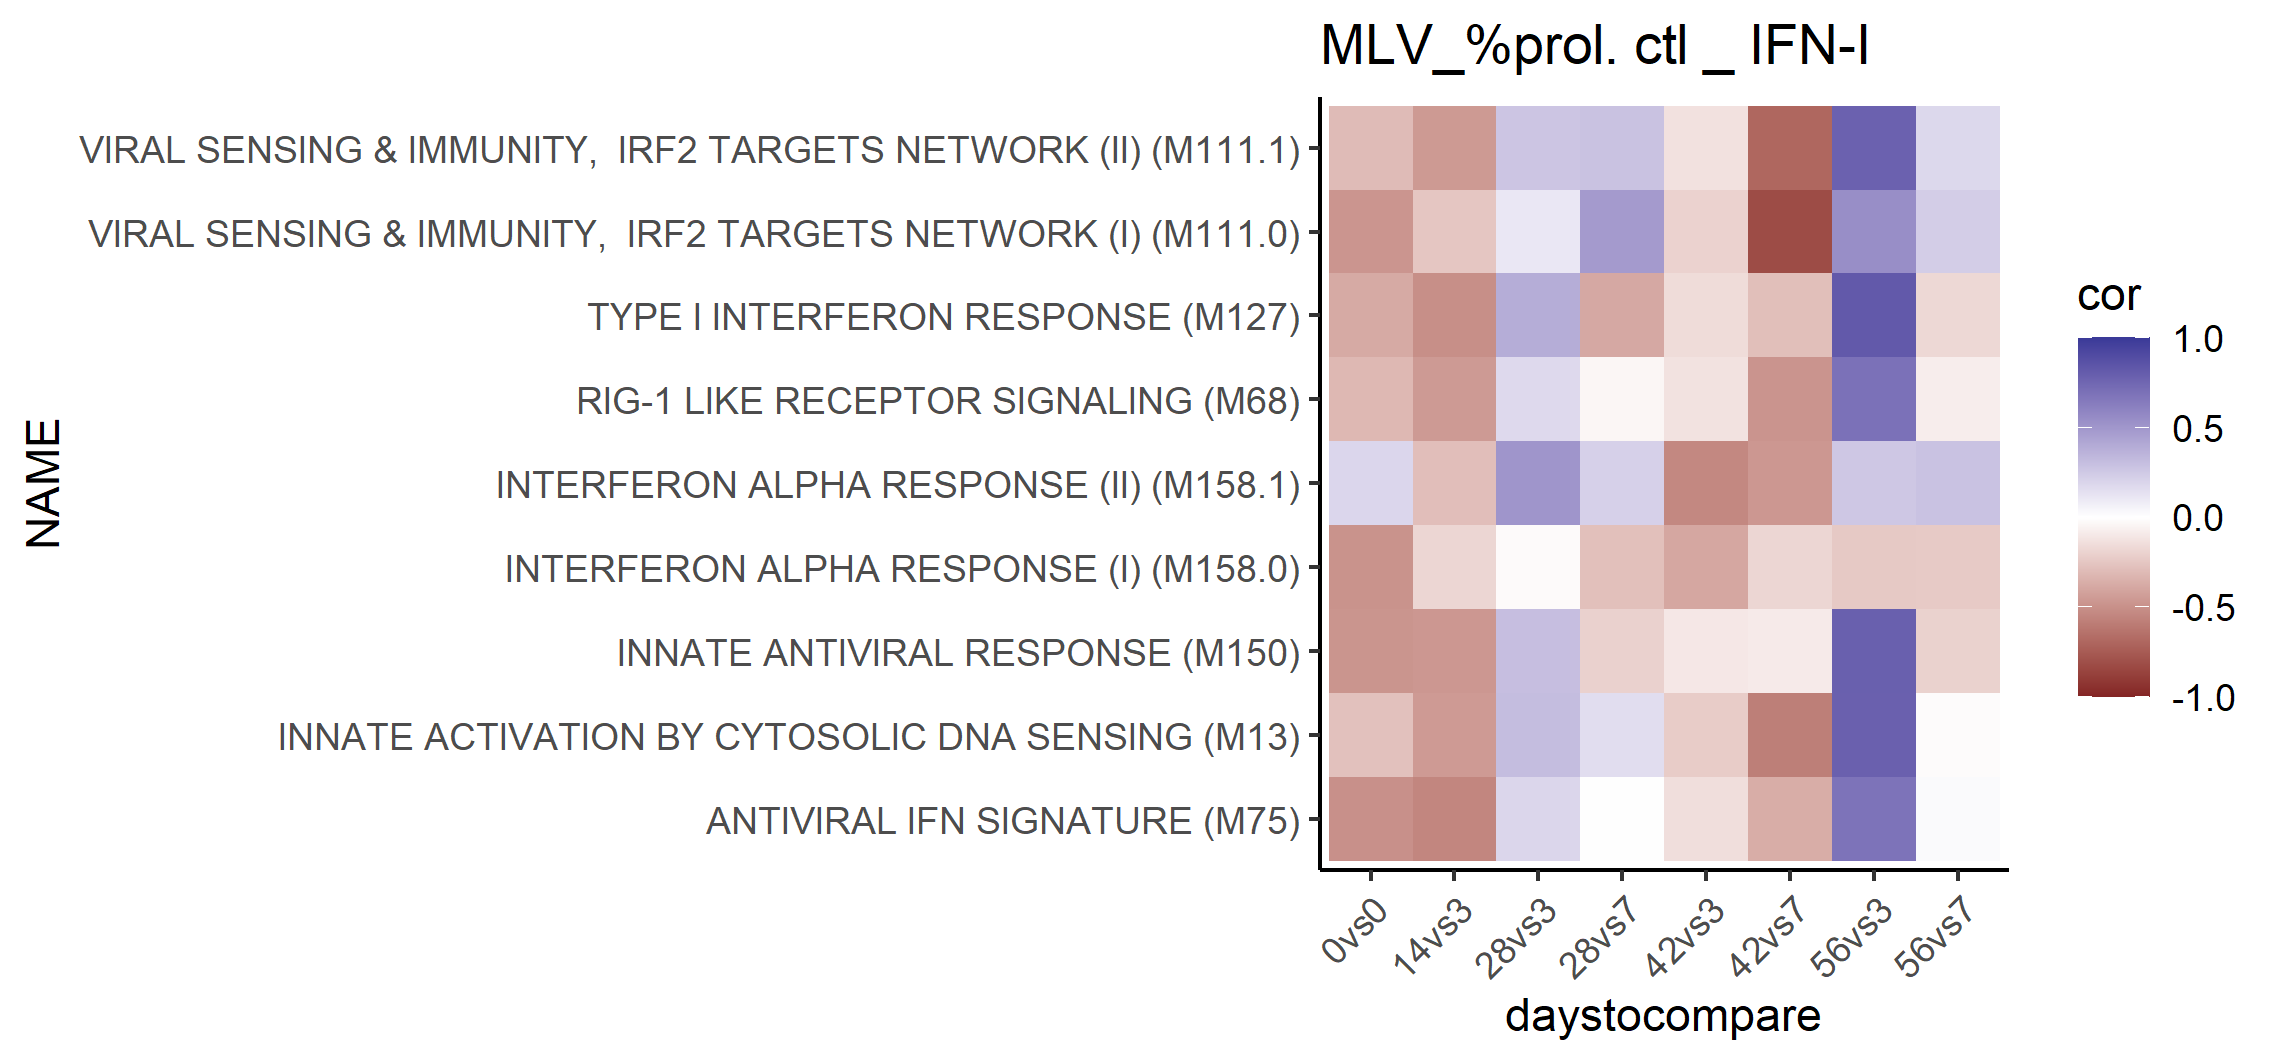 MLV_%prol. ctl _ IFN-I
VIRAL SENSING & IMMUNITY,  IRF2 TARGETS NETWORK (II) (M111.1)
VIRAL SENSING & IMMUNITY,  IRF2 TARGETS NETWORK (I) (M111.0)
TYPE I INTERFERON RESPONSE (M127)
RIG-1 LIKE RECEPTOR SIGNALING (M68)
INTERFERON ALPHA RESPONSE (II) (M158.1)
INTERFERON ALPHA RESPONSE (I) (M158.0)
INNATE ANTIVIRAL RESPONSE (M150)
INNATE ACTIVATION BY CYTOSOLIC DNA SENSING (M13)
ANTIVIRAL IFN SIGNATURE (M75)
NAME
0vs0
14vs3
28vs3
28vs7
42vs3
42vs7
56vs3
56vs7
daystocompare
cor
1.0
0.5
0.0
-0.5
-1.0